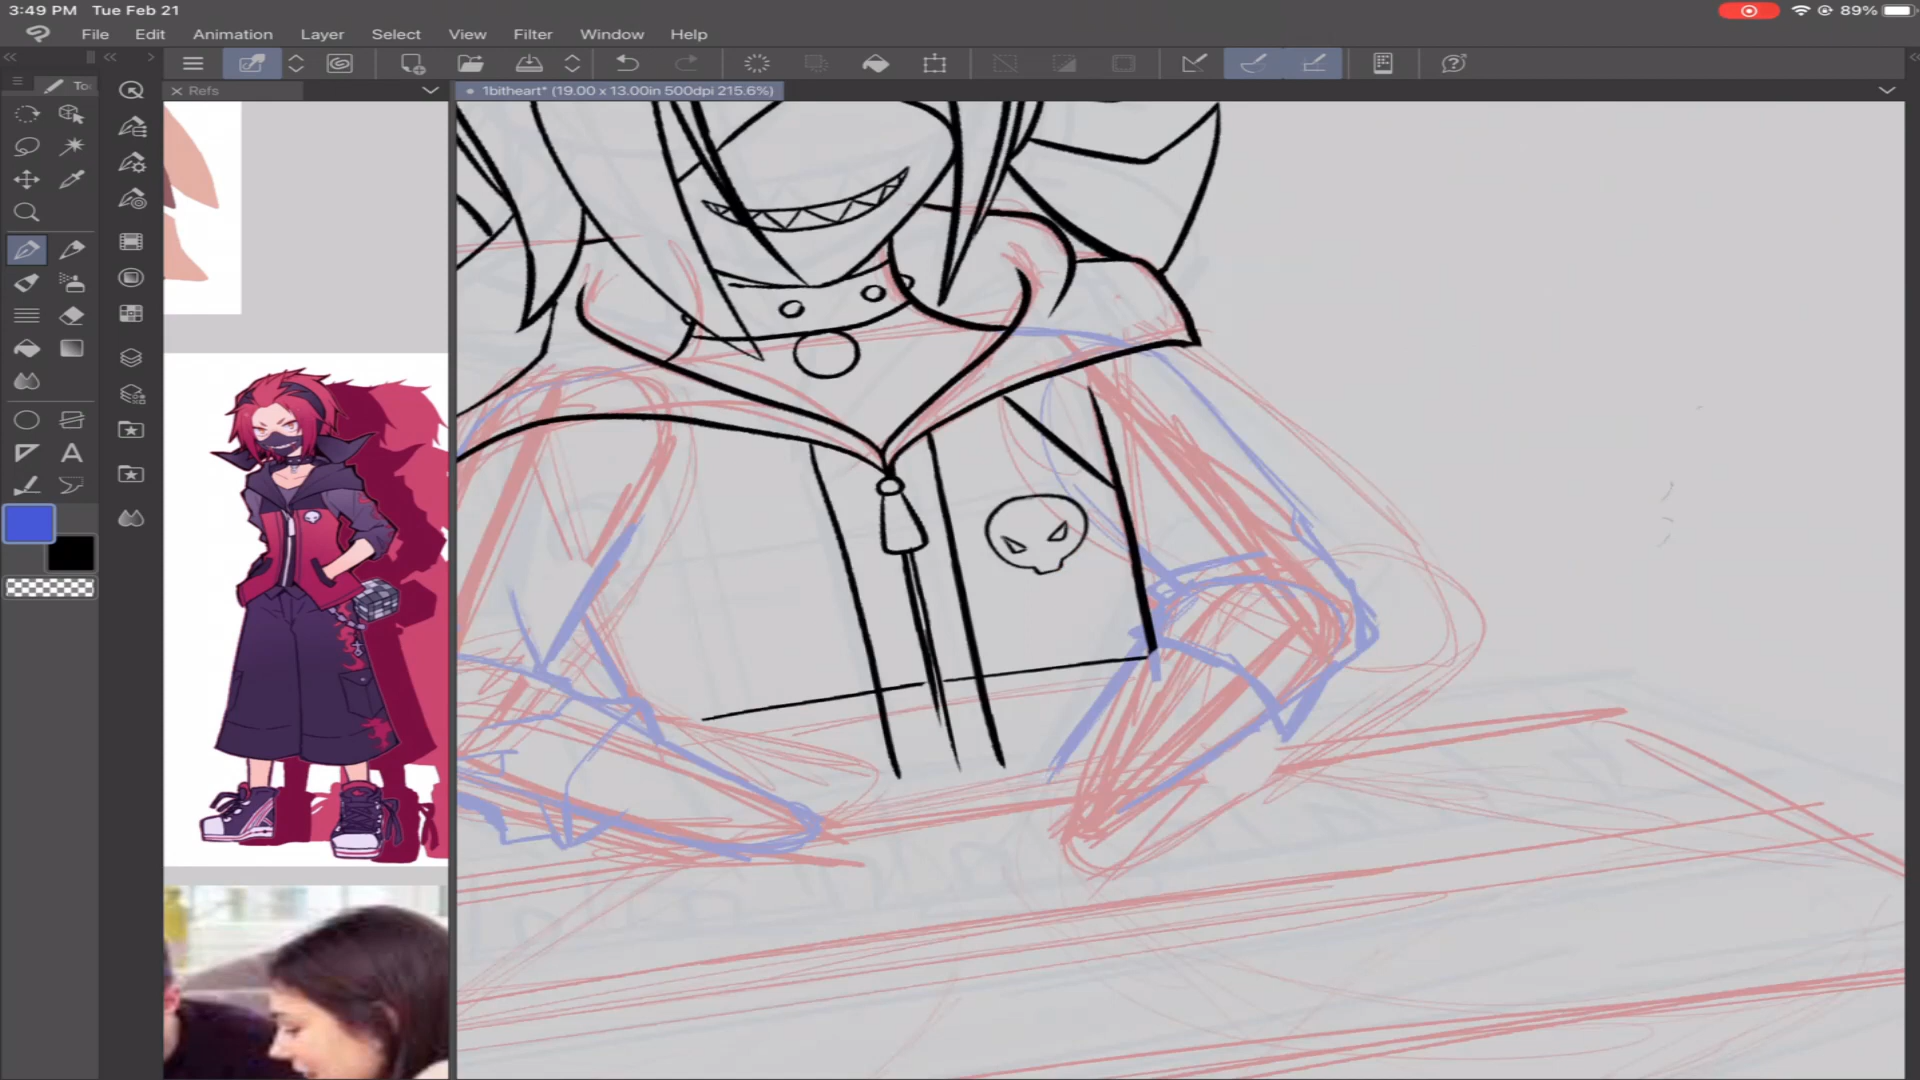 3:49 PM Tue Feb 21
89%
File Edit Animation Layer Select View Filter Window Help
To
Refs
1bitheart* (19.00 x 13.00in 500dpi 215.6%)
A